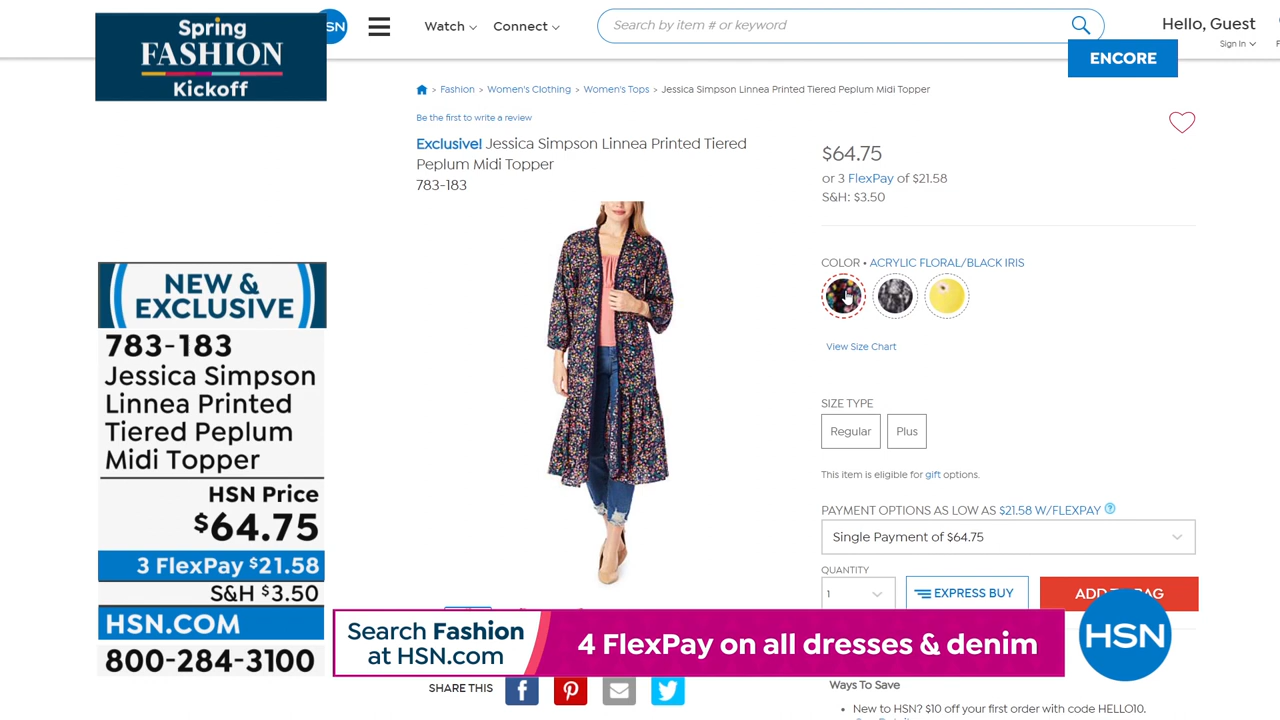 Spring
FASHION
Kickoff
SN
Watch
Connect
Search by item # or keyword
Hello, Guest
Sign In
ENCORE
Fashion > Women's Clothing > Women's Tops > Jessica Simpson Linnea Printed Tiered Peplum Midi Topper
Be the first to write a review
Exclusive! Jessica Simpson Linnea Printed Tiered
Peplum Midi Topper
783-183
$64.75
or 3 FlexPay of $21.58
S&H: $3.50
COLOR • ACRYLIC FLORAL/BLACK IRIS
View Size Chart
SIZE TYPE
Regular
Plus
This item is eligible for gift options.
PAYMENT OPTIONS AS LOW AS $21.58 W/FLEXPAY ?
Single Payment of $64.75
QUANTITY
1
EXPRESS BUY
ADD TO BAG
NEW &
EXCLUSIVE
783-183
Jessica Simpson
Linnea Printed
Tiered Peplum
Midi Topper
HSN Price
$64.75
3 FlexPay $21.58
S&H $3.50
HSN.COM
800-284-3100
Search Fashion
at HSN.com
4 FlexPay on all dresses & denim
HSN
SHARE THIS
Ways To Save
• New to HSN? $10 off your first order with code HELLO10.